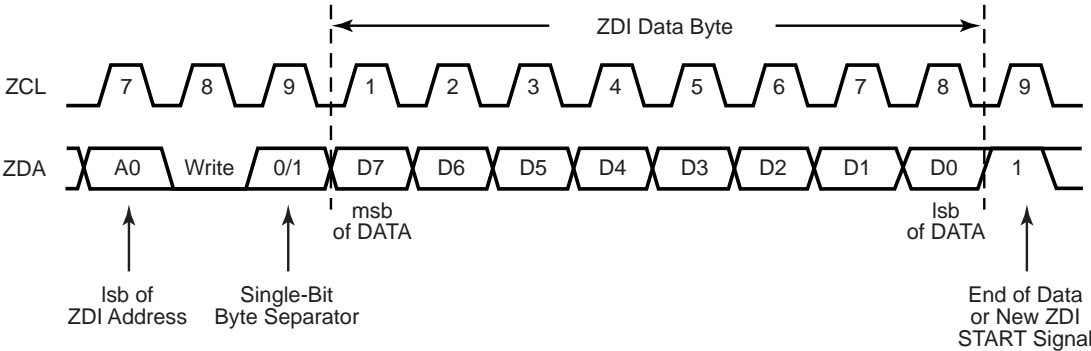 ZDI Data Byte
ZCL 7 8 9 1 2 3 4 5 6 7 8 9
ZDA A0 Write 0/1 D7 D6 D5 D4 D3 D2 D1 D0 1
msb
of DATA
lsb
of DATA
lsb of
ZDI Address
Single-Bit
Byte Separator
End of Data
or New ZDI
START Signal